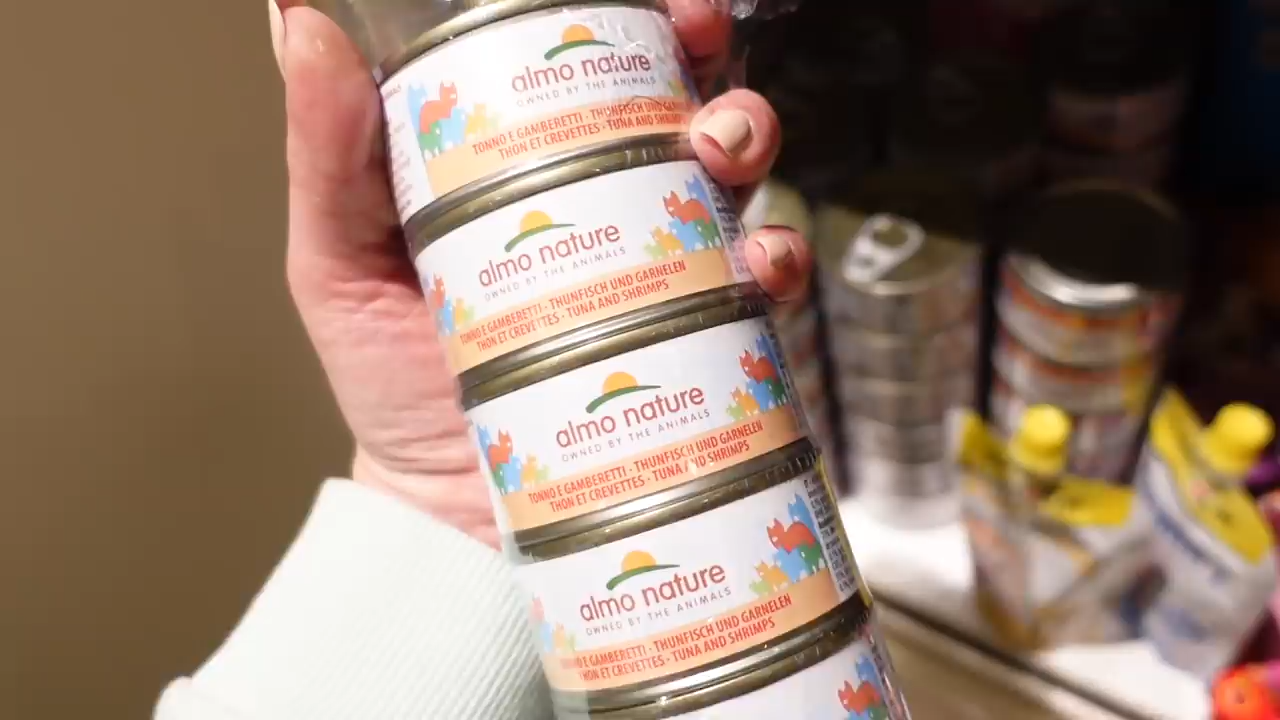 almo nature
OWNED BY THE ANIMALS
TONNO E GAMBERETTI - THUNFISCH UND
THON ET CREVETTES - TUNA AND
almo nature
OWNED BY THE ANIMALS
TONNO E GAMBERETTI - THUNFISCH UND GARNELEN
THON ET CREVETTES - TUNA AND SHRIMPS
almo nature
OWNED BY THE ANIMALS
TONNO E GAMBERETTI - THUNFISCH UND GARNELEN
THON ET CREVETTES - TUNA AND SHRIMPS
almo nature
OWNED BY THE ANIMALS
E GAMBERETTI - THUNFISCH UND GARNELEN
THON ET CREVETTES - TUNA AND SHRIMPS